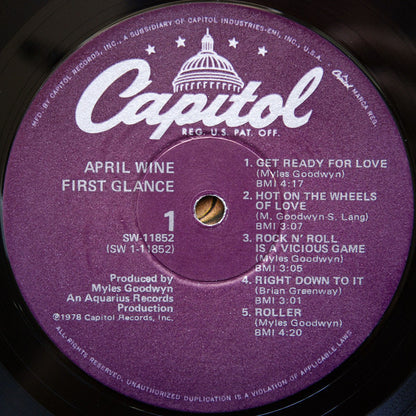 MFD. BY CAPITOL RECORDS, INC., A SUBSIDIARY OF CAPITOL INDUSTRIES-EMI, INC., U.S.A.
Capitol MARCA REG.
Capitol
REG. U.S. PAT. OFF.
APRIL WINE
FIRST GLANCE
1
SW-11852
(SW 1-11852)
Produced by
Myles Goodwyn
An Aquarius Records
Production
℗1978 Capitol Records, Inc.
1. GET READY FOR LOVE
(Myles Goodwyn)
BMI 4:17
2. HOT ON THE WHEELS
OF LOVE
(M. Goodwyn-S. Lang)
BMI 3:07
3. ROCK N' ROLL
IS A VICIOUS GAME
(Myles Goodwyn)
BMI 3:05
4. RIGHT DOWN TO IT
(Brian Greenway)
BMI 3:01
5. ROLLER
(Myles Goodwyn)
BMI 4:20
ALL RIGHTS RESERVED. UNAUTHORIZED DUPLICATION IS A VIOLATION OF APPLICABLE LAWS